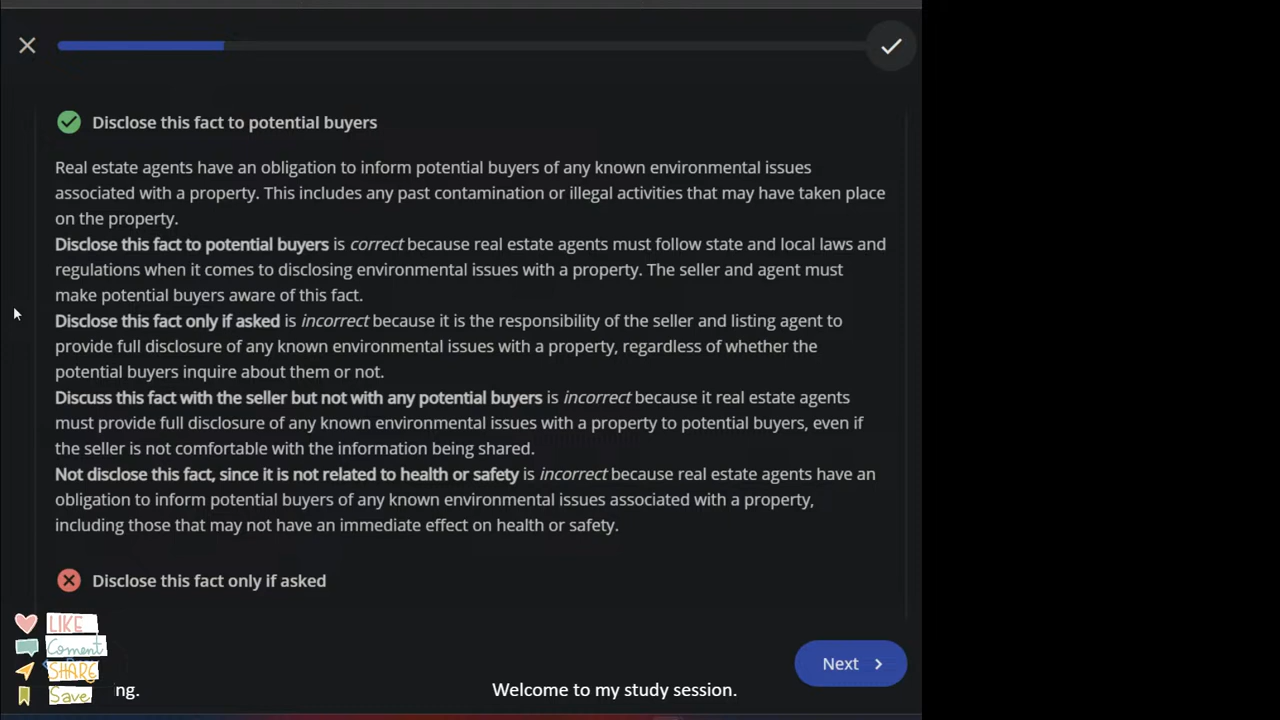 Disclose this fact to potential buyers
Real estate agents have an obligation to inform potential buyers of any known environmental issues
associated with a property. This includes any past contamination or illegal activities that may have taken place
on the property.
Disclose this fact to potential buyers is correct because real estate agents must follow state and local laws and
regulations when it comes to disclosing environmental issues with a property. The seller and agent must
make potential buyers aware of this fact.
Disclose this fact only if asked is incorrect because it is the responsibility of the seller and listing agent to
provide full disclosure of any known environmental issues with a property, regardless of whether the
potential buyers inquire about them or not.
Discuss this fact with the seller but not with any potential buyers is incorrect because it real estate agents
must provide full disclosure of any known environmental issues with a property to potential buyers, even if
the seller is not comfortable with the information being shared.
Not disclose this fact, since it is not related to health or safety is incorrect because real estate agents have an
obligation to inform potential buyers of any known environmental issues associated with a property,
including those that may not have an immediate effect on health or safety.
Disclose this fact only if asked
LIKE
Coment
SHARE
Save
Next
ng.
Welcome to my study session.